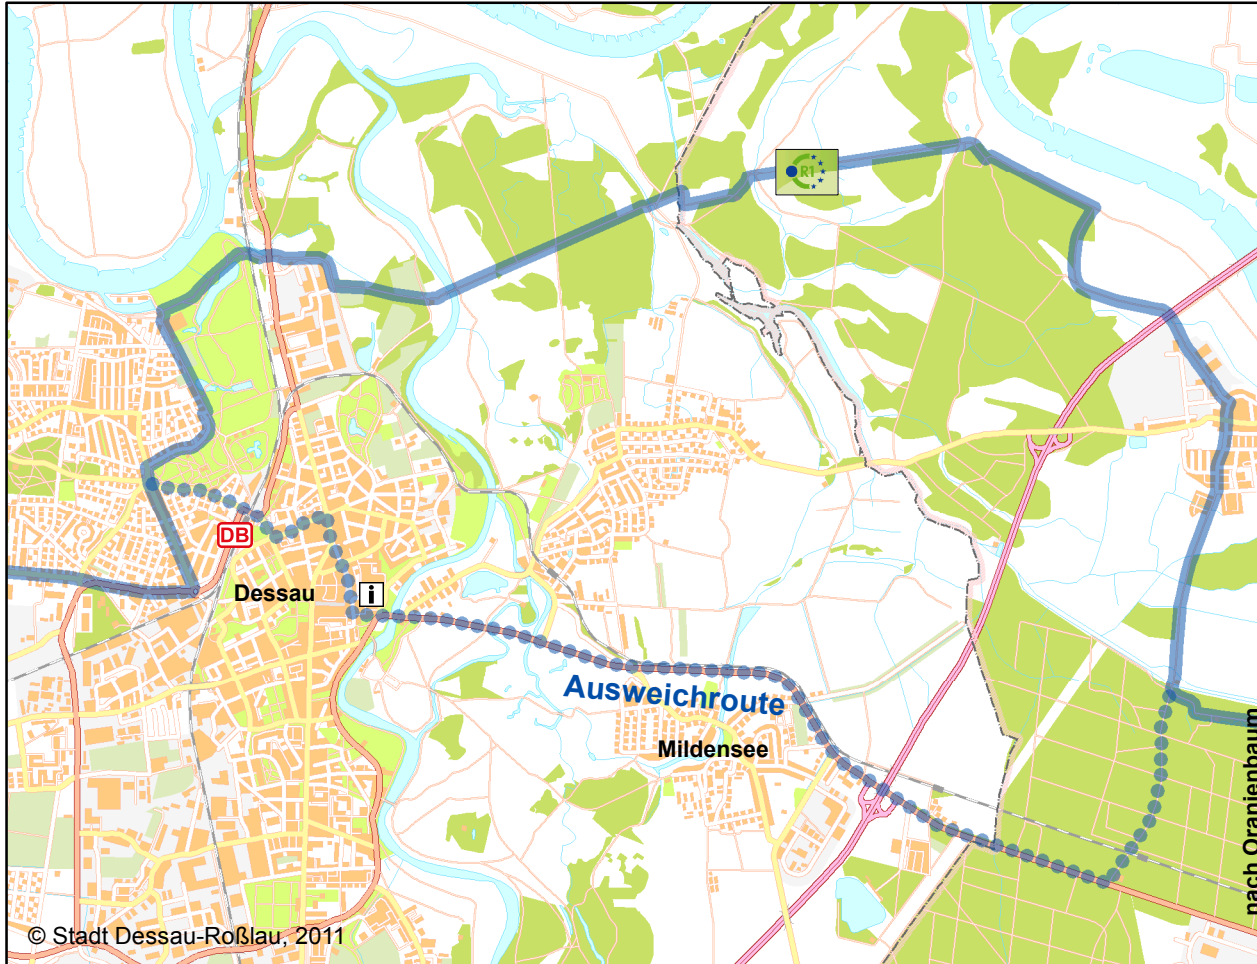 R1
DB
Dessau
i
Ausweichroute
Mildensee
nach Oranienbaum
© Stadt Dessau-Roßlau, 2011